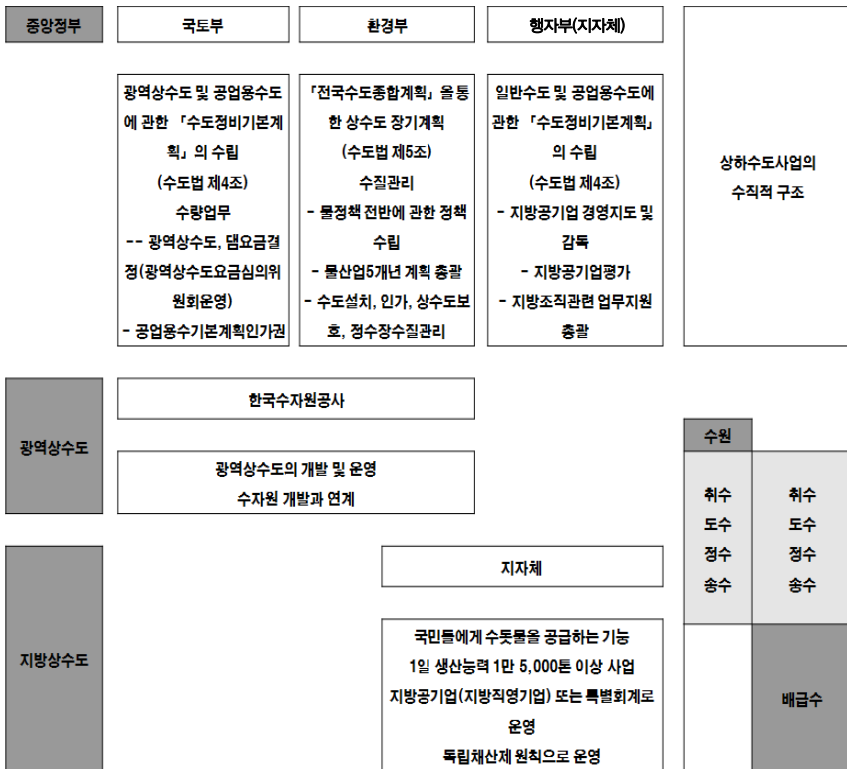 중앙정부
국토부
환경부
행자부(지자체)
광역상수도 및 공업용수도
에 관한 「수도정비기본계
획」의 수립
(수도법 제4조)
수량업무
-- 광역상수도, 댐요금결
정(광역상수도요금심의위
원회운영)
- 공업용수기본계획인가권
「전국수도종합계획」을 통
한 상수도 장기계획
(수도법 제5조)
수질관리
- 물정책 전반에 관한 정책
수립
- 물산업5개년 계획 총괄
- 수도설치, 인가, 상수도보
호, 정수장수질관리
일반수도 및 공업용수도에
관한 「수도정비기본계획」
의 수립
(수도법 제4조)
- 지방공기업 경영지도 및
감독
- 지방공기업평가
- 지방조직관련 업무지원
총괄
상하수도사업의
수직적 구조
광역상수도
한국수자원공사
광역상수도의 개발 및 운영
수자원 개발과 연계
수원
취수
도수
정수
송수
취수
도수
정수
송수
지방상수도
지자체
국민들에게 수돗물을 공급하는 기능
1일 생산능력 1만 5,000톤 이상 사업
지방공기업(지방직영기업) 또는 특별회계로
운영
독립채산제 원칙으로 운영
배급수